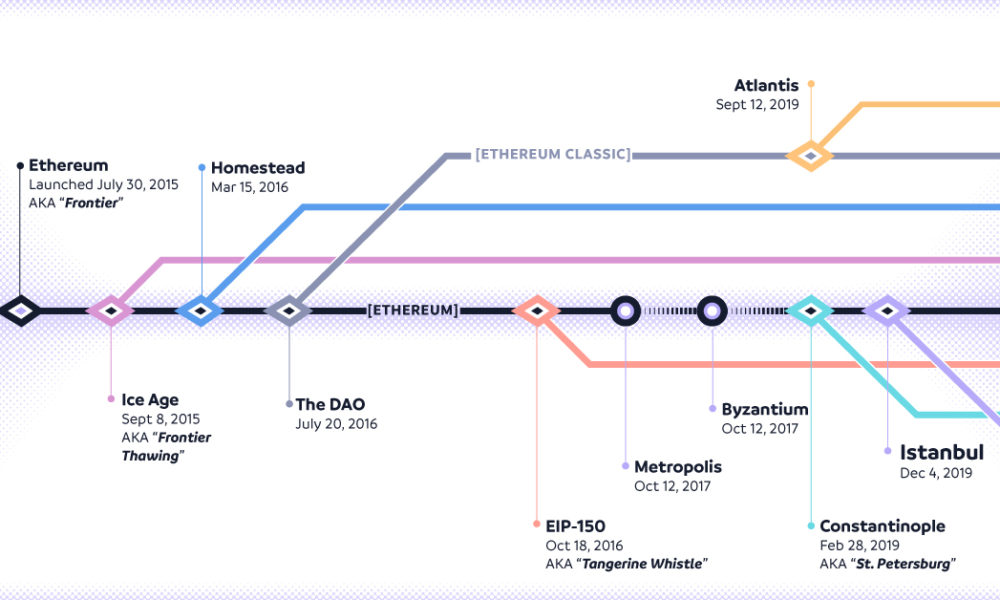 Atlantis
Sept 12, 2019
[ETHEREUM CLASSIC]
Ethereum
Launched July 30, 2015
AKA “Frontier”
Homestead
Mar 15, 2016
[ETHEREUM]
Ice Age
Sept 8, 2015
AKA “Frontier
Thawing”
The DAO
July 20, 2016
Byzantium
Oct 12, 2017
Metropolis
Oct 12, 2017
Istanbul
Dec 4, 2019
EIP-150
Oct 18, 2016
AKA “Tangerine Whistle”
Constantinople
Feb 28, 2019
AKA “St. Petersburg”